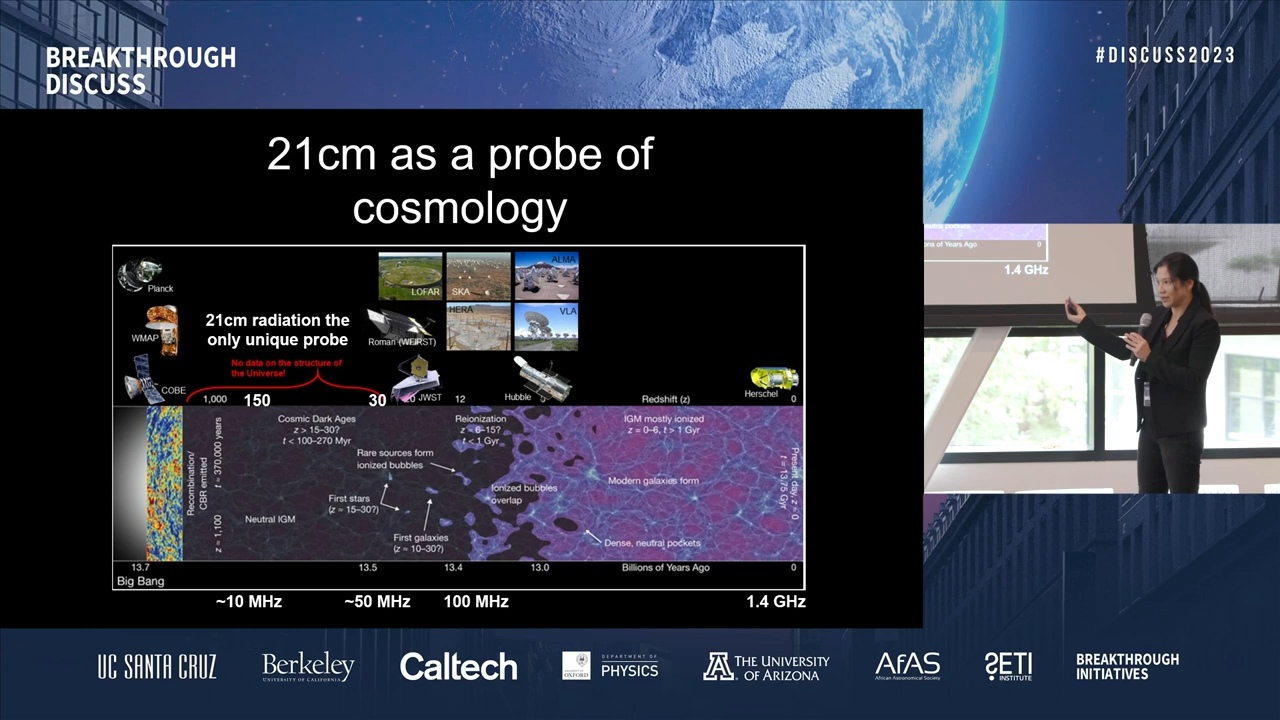 BREAKTHROUGH
DISCUSS
#DISCUSS2023
21cm as a probe of
cosmology
Planck
WMAP
COBE
21cm radiation the
only unique probe
No data on the structure of
the Universe!
LOFAR
SKA
ALMA
HERA
VLA
Roman (WFIRST)
JWST
Hubble
Herschel
1,000
150
30
20
12
Redshift (z)
0
Recombination/
CBR emitted
t ≈ 370,000 years
z ≈ 1,100
Cosmic Dark Ages
z > 15-30?
t < 100-270 Myr
Reionization
z ≈ 6-15?
t < 1 Gyr
IGM mostly ionized
z = 0-6, t > 1 Gyr
Rare sources form
ionized bubbles
First stars
(z ≈ 15-30?)
Neutral IGM
First galaxies
(z ≈ 10-30?)
Ionized bubbles
overlap
Modern galaxies form
Dense, neutral pockets
Present day, z = 0
t = 13.75 Gyr
13.7
13.5
13.4
13.0
Billions of Years Ago
0
Big Bang
~10 MHz
~50 MHz
100 MHz
1.4 GHz
ons of Years Ago
0
1.4 GHz
UC SANTA CRUZ
Berkeley
UNIVERSITY OF CALIFORNIA
Caltech
OXFORD
DEPARTMENT OF
PHYSICS
THE UNIVERSITY
OF ARIZONA
AfAS
African Astronomical Society
SETI
INSTITUTE
BREAKTHROUGH
INITIATIVES